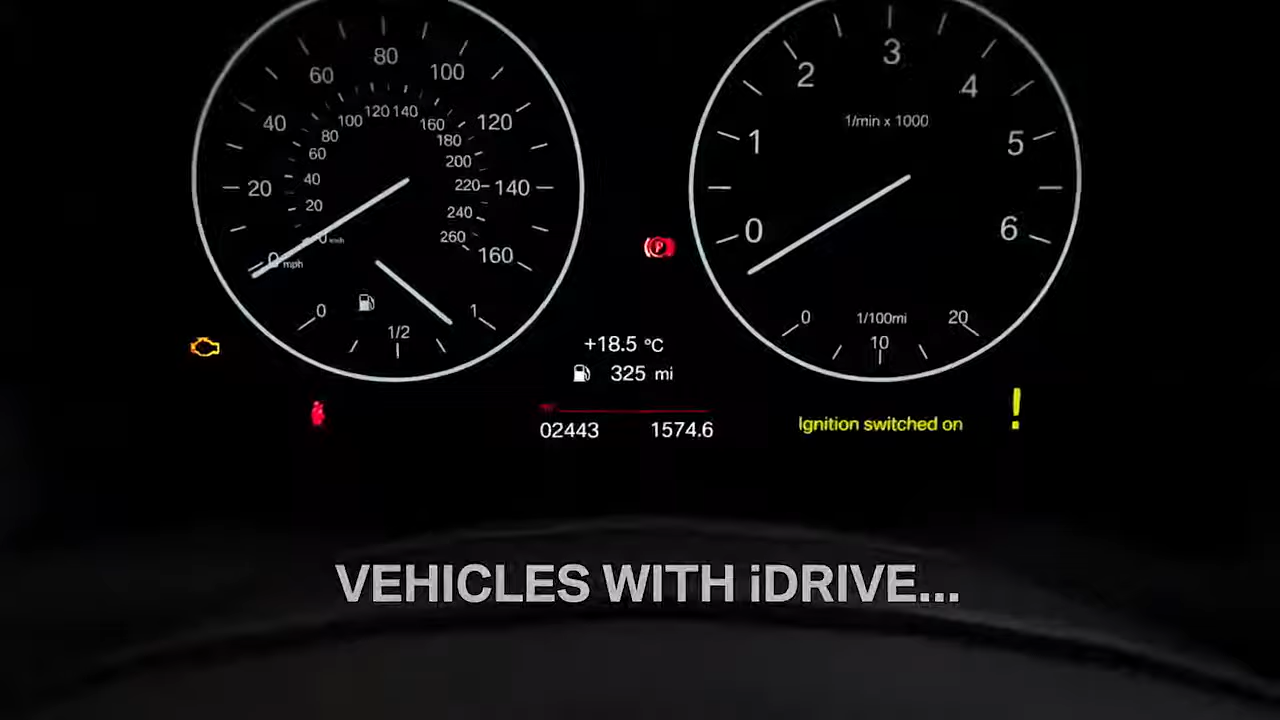 80
60 100
120 140
100 160
40 80 180 120
60 200
40 220 140
20 20 240
0 km/h 260
0 mph 160
0 1
1/2
3
2 4
1/min x 1000
1 5
0 6
0 1/100mi 20
10
P
+18.5 °C
325 mi
02443 1574.6
Ignition switched on !
VEHICLES WITH iDRIVE...